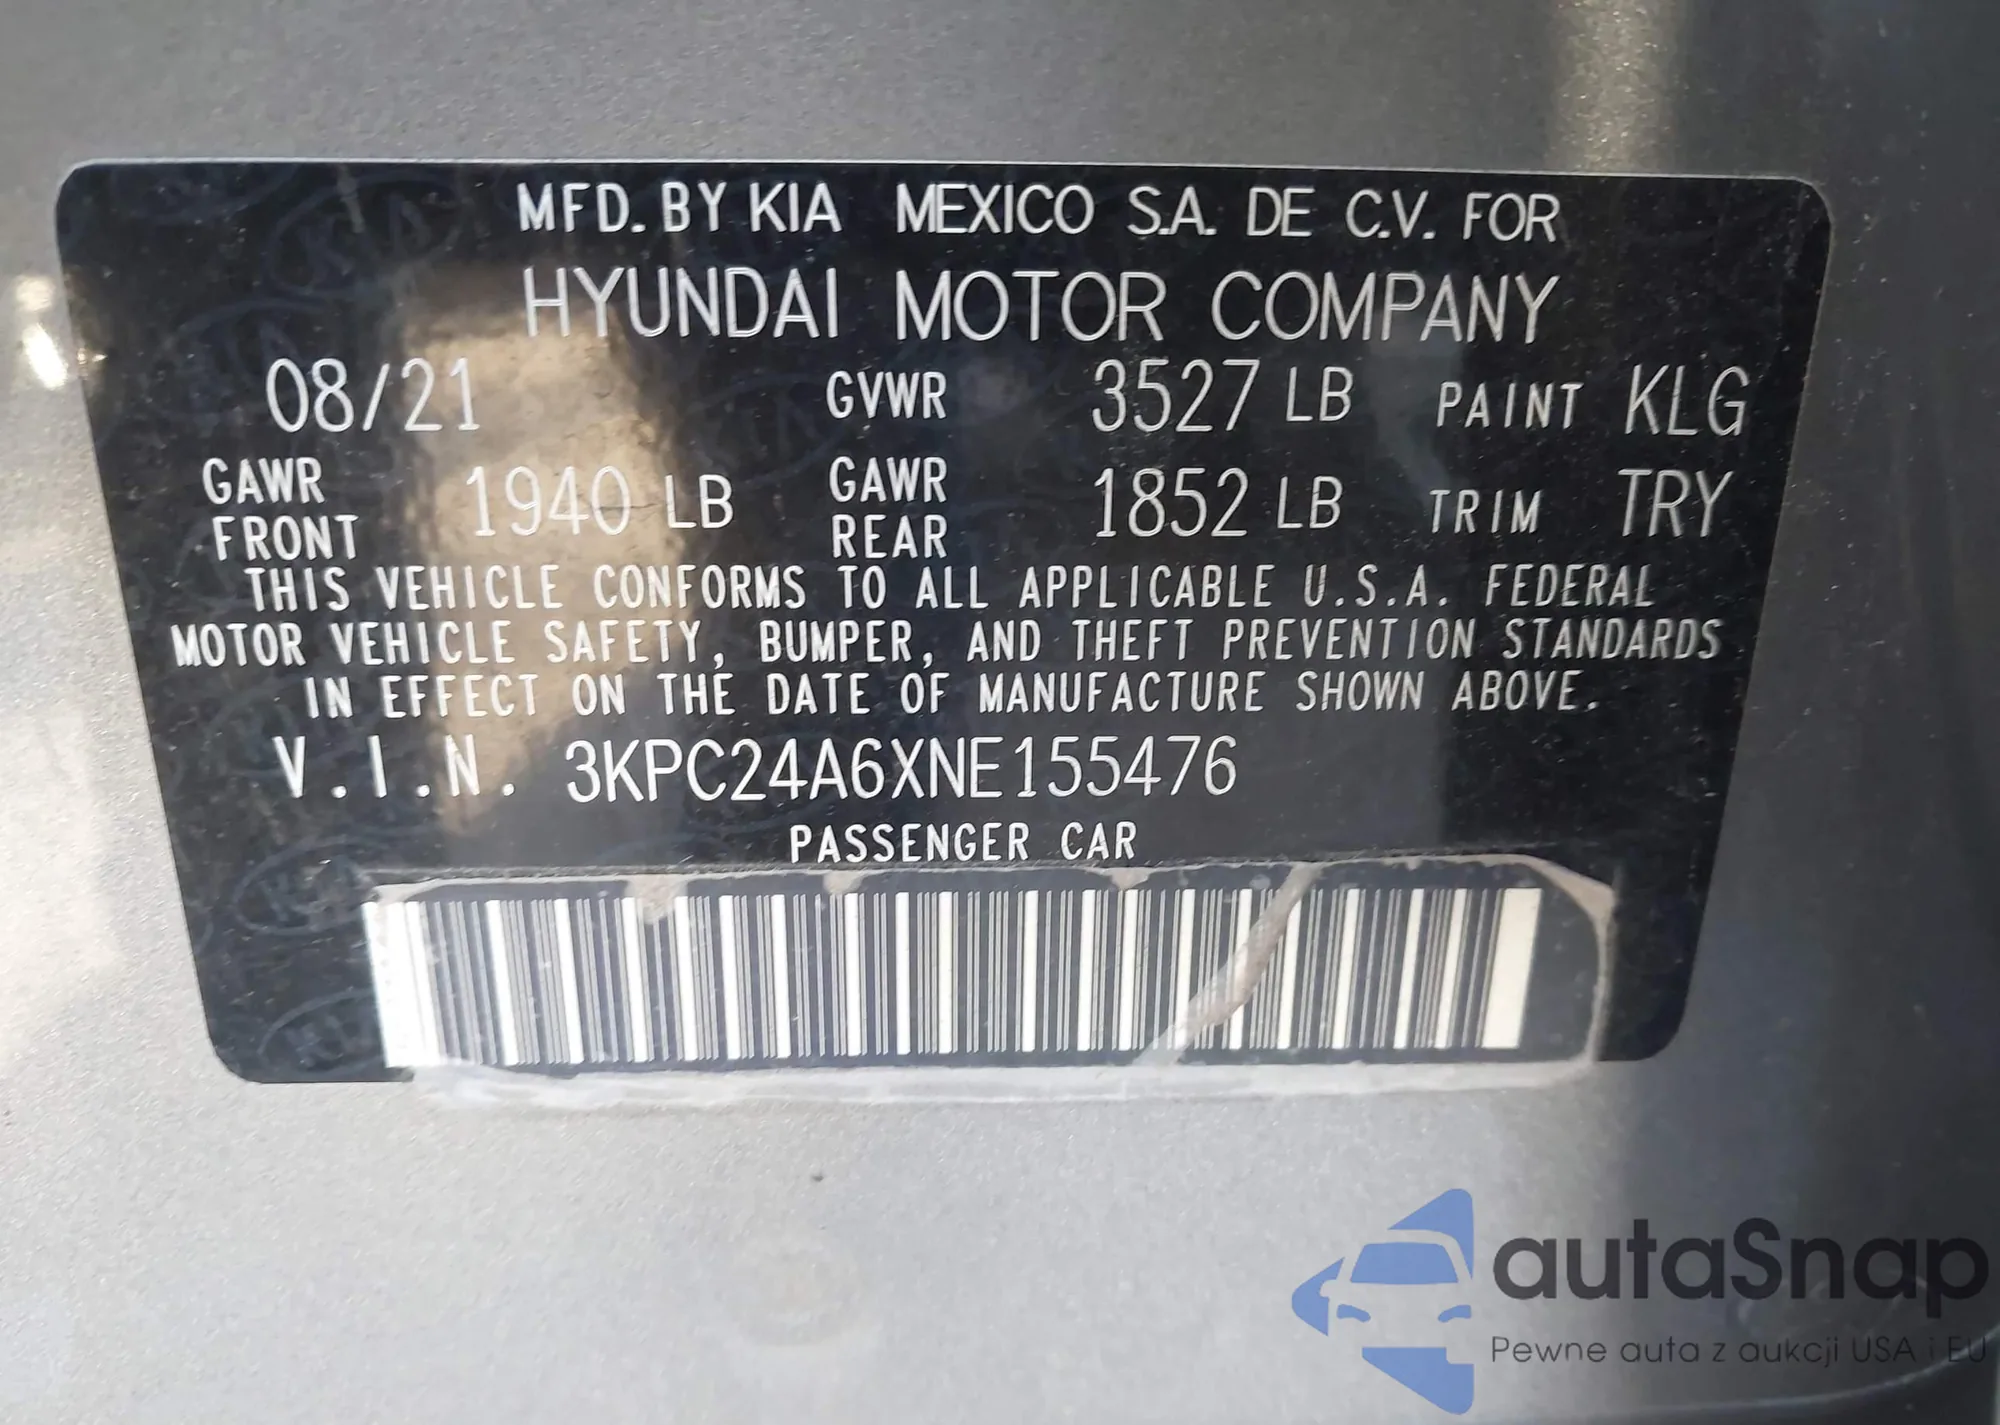 MFD. BY KIA MEXICO S.A. DE C.V. FOR
HYUNDAI MOTOR COMPANY
08/21 GVWR 3527 LB PAINT KLG
GAWR FRONT 1940 LB GAWR REAR 1852 LB TRIM TRY
THIS VEHICLE CONFORMS TO ALL APPLICABLE U.S.A. FEDERAL
MOTOR VEHICLE SAFETY, BUMPER, AND THEFT PREVENTION STANDARDS
IN EFFECT ON THE DATE OF MANUFACTURE SHOWN ABOVE.
V.I.N. 3KPC24A6XNE155476
PASSENGER CAR
autaSnap
Pewne auta z aukcji USA i EU